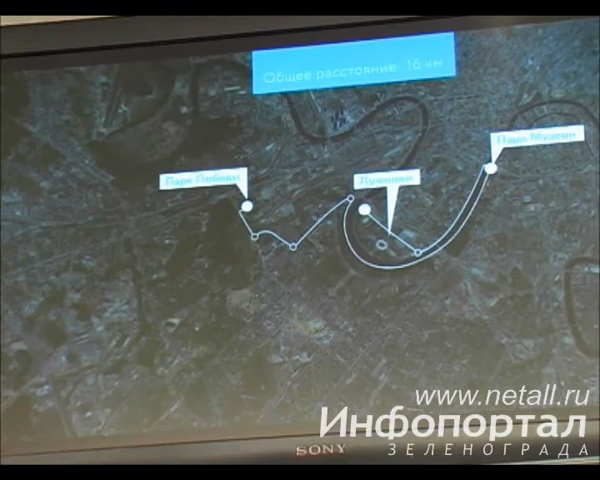 Общее расстояние 16 км
Парк Победы
Лужники
Парк Музеон
www.netall.ru
Инфопортал
SONY
ЗЕЛЕНОГРАДА